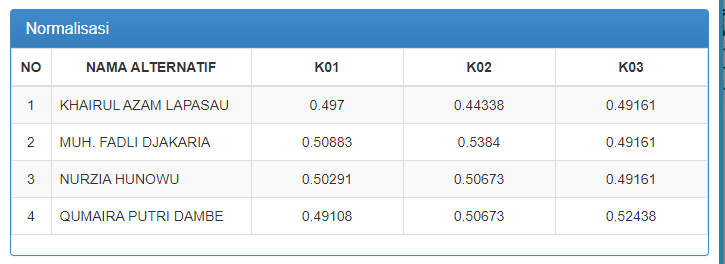 Normalisasi
NO NAMA ALTERNATIF K01 K02 K03
1 KHAIRUL AZAM LAPASAU 0.497 0.44338 0.49161
2 MUH. FADLI DJAKARIA 0.50883 0.5384 0.49161
3 NURZIA HUNOWU 0.50291 0.50673 0.49161
4 QUMAIRA PUTRI DAMBE 0.49108 0.50673 0.52438